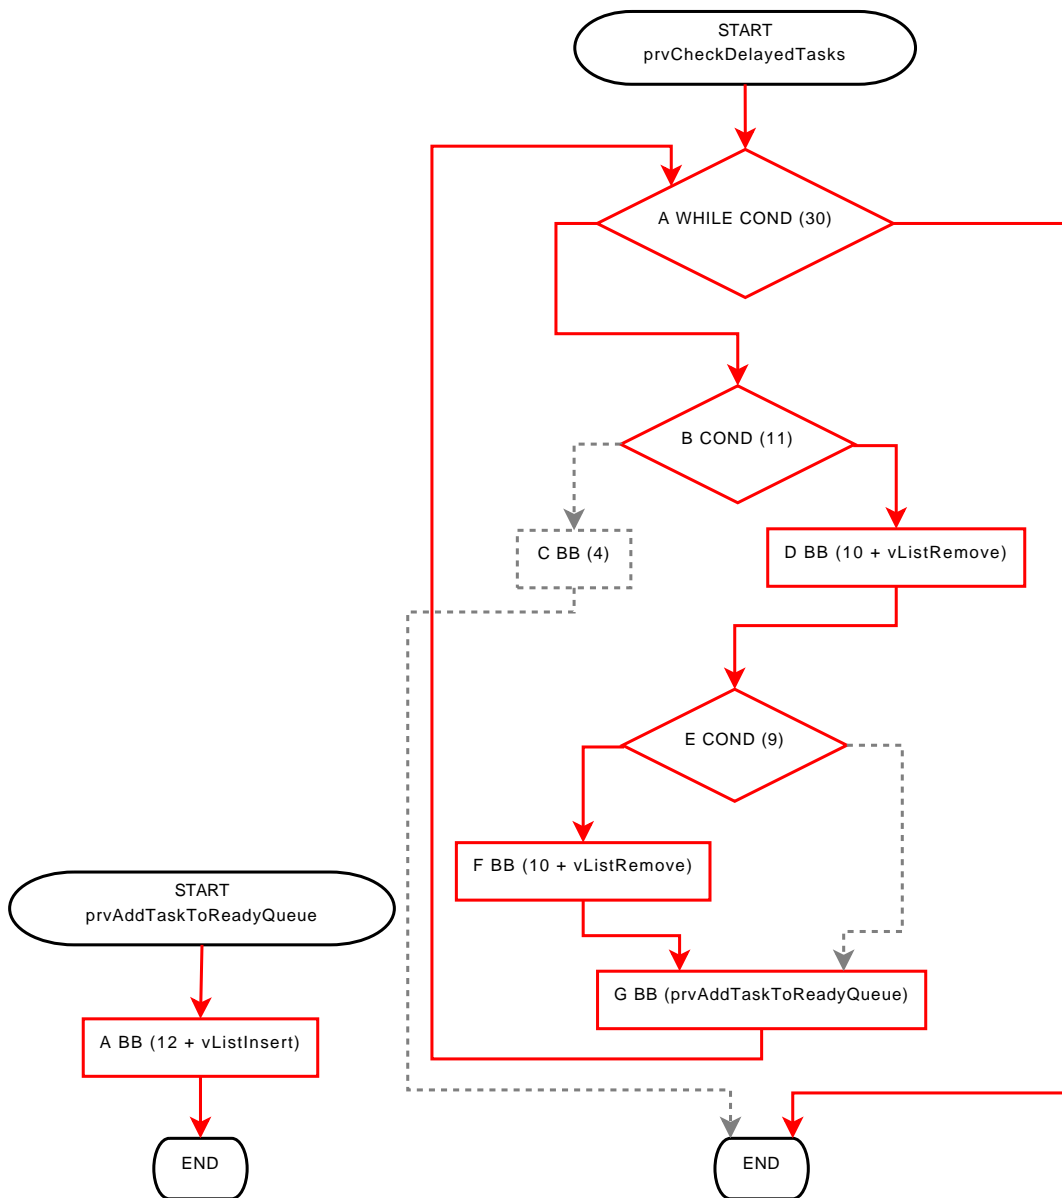 START
prvCheckDelayedTasks
A WHILE COND (30)
B COND (11)
C BB (4)
D BB (10 + vListRemove)
E COND (9)
F BB (10 + vListRemove)
G BB (prvAddTaskToReadyQueue)
END
START
prvAddTaskToReadyQueue
A BB (12 + vListInsert)
END